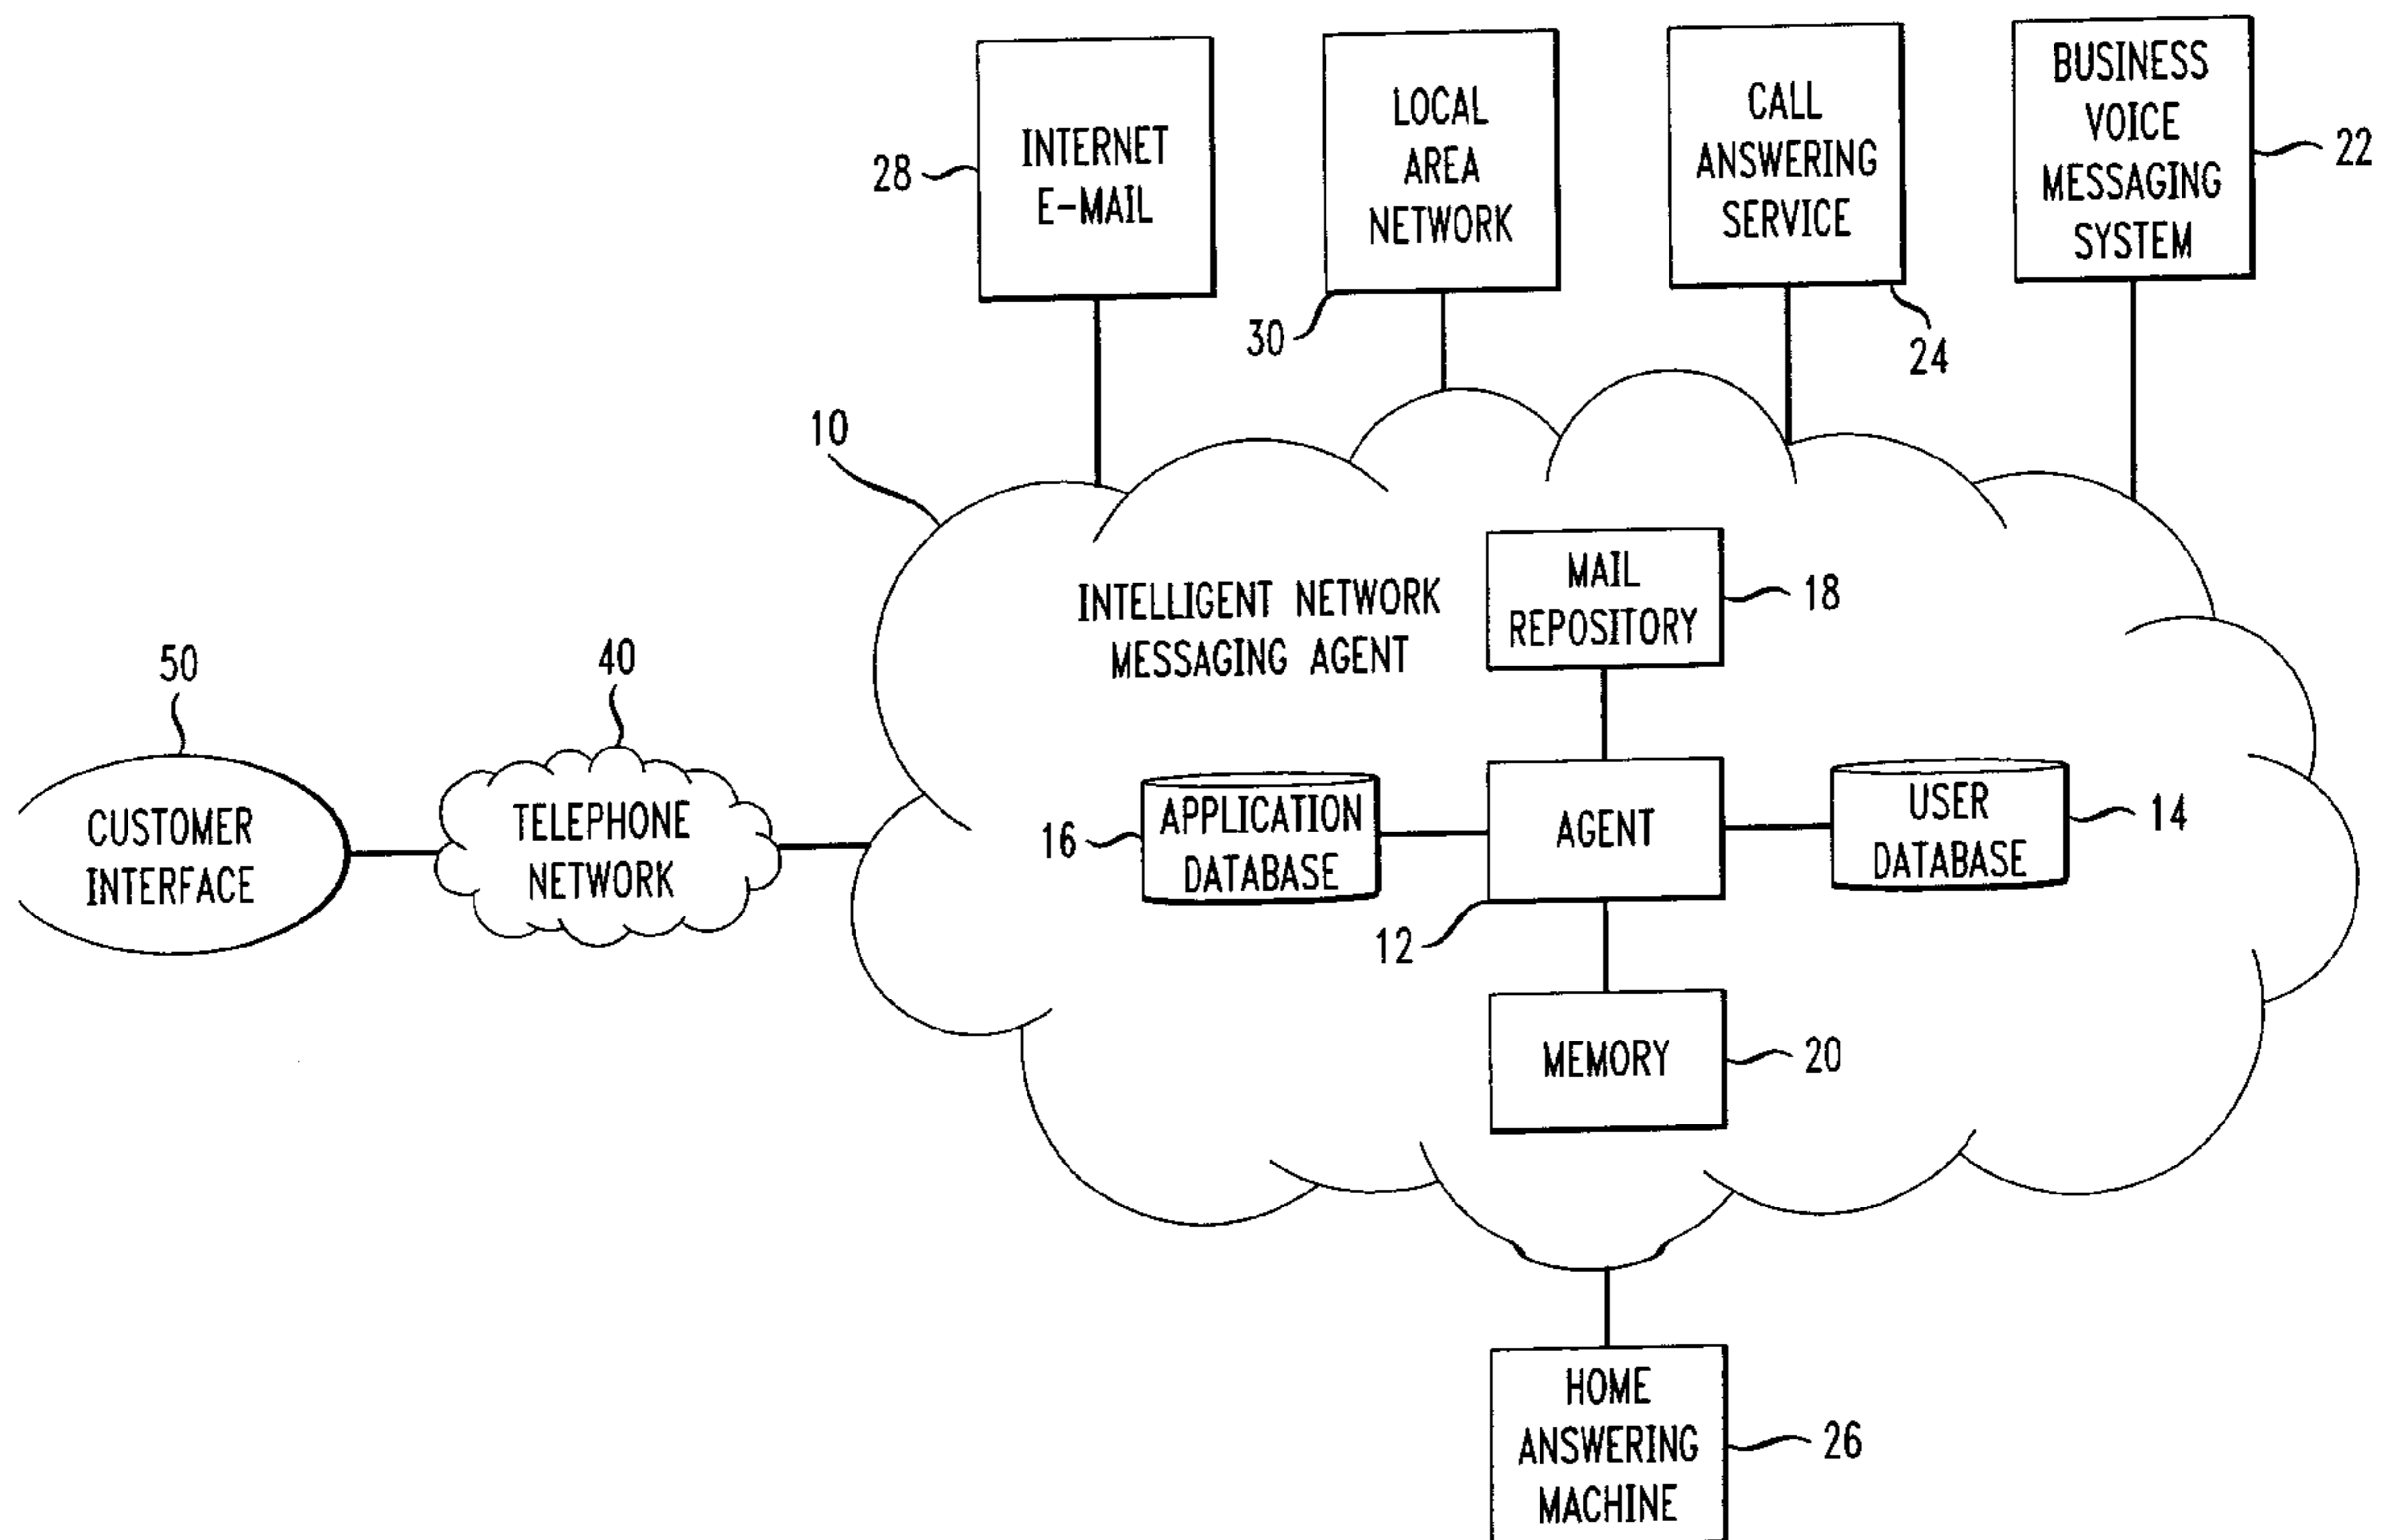 INTERNET
E-MAIL
28
LOCAL
AREA
NETWORK
30
CALL
ANSWERING
SERVICE
24
BUSINESS
VOICE
MESSAGING
SYSTEM
22
10
INTELLIGENT NETWORK
MESSAGING AGENT
MAIL
REPOSITORY
18
50
CUSTOMER
INTERFACE
40
TELEPHONE
NETWORK
16
APPLICATION
DATABASE
AGENT
12
USER
DATABASE
14
MEMORY
20
HOME
ANSWERING
MACHINE
26